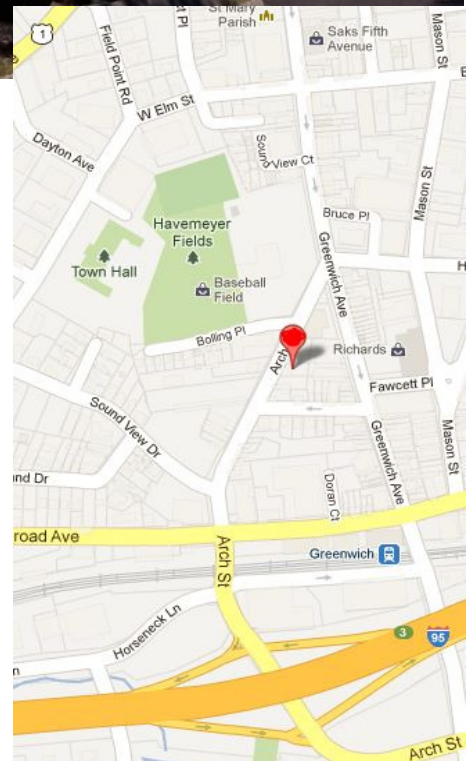 St Mary
Parish
Saks Fifth
Avenue
1
Field Point Rd
Mason St
W Elm St
Dayton Ave
Sound View Ct
Bruce Pl
Mason St
Havemeyer
Fields
Greenwich Ave
Town Hall
Baseball
Field
Bolling Pl
Arch
Richards
Fawcett Pl
Sound View Dr
Greenwich Ave
Mason St
nd Dr
Doran Ct
road Ave
Arch St
Greenwich
Horseneck Ln
3
95
Arch St